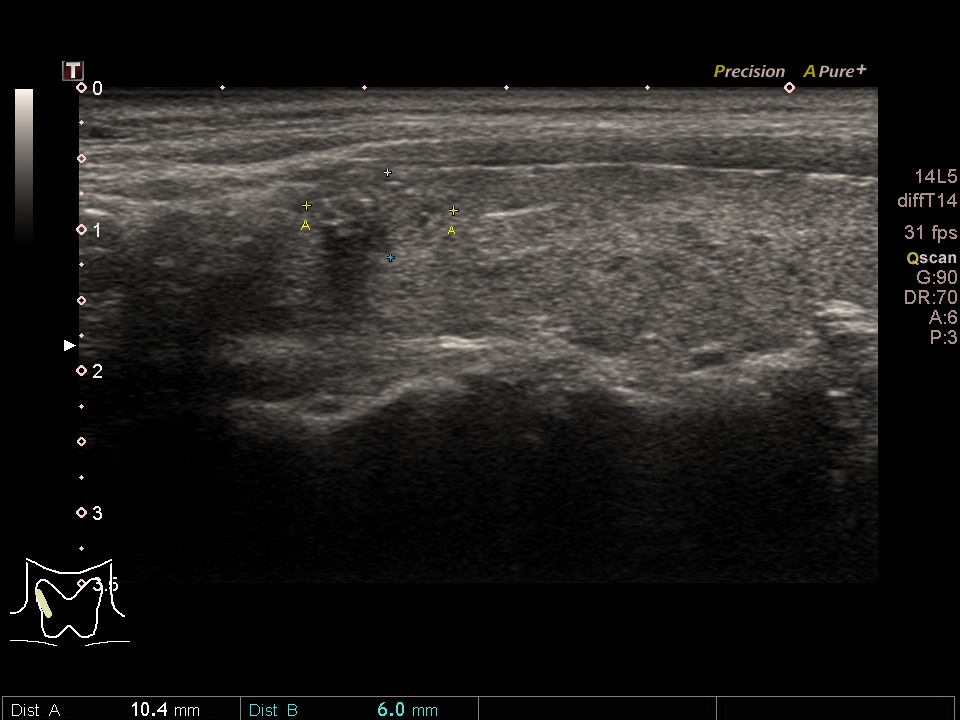 T
Precision A Pure+
0
14L5
diffT14
A A
1
31 fps
Qscan
G:90
DR:70
A:6
P:3
2
3
3.5
Dist A 10.4 mm Dist B 6.0 mm